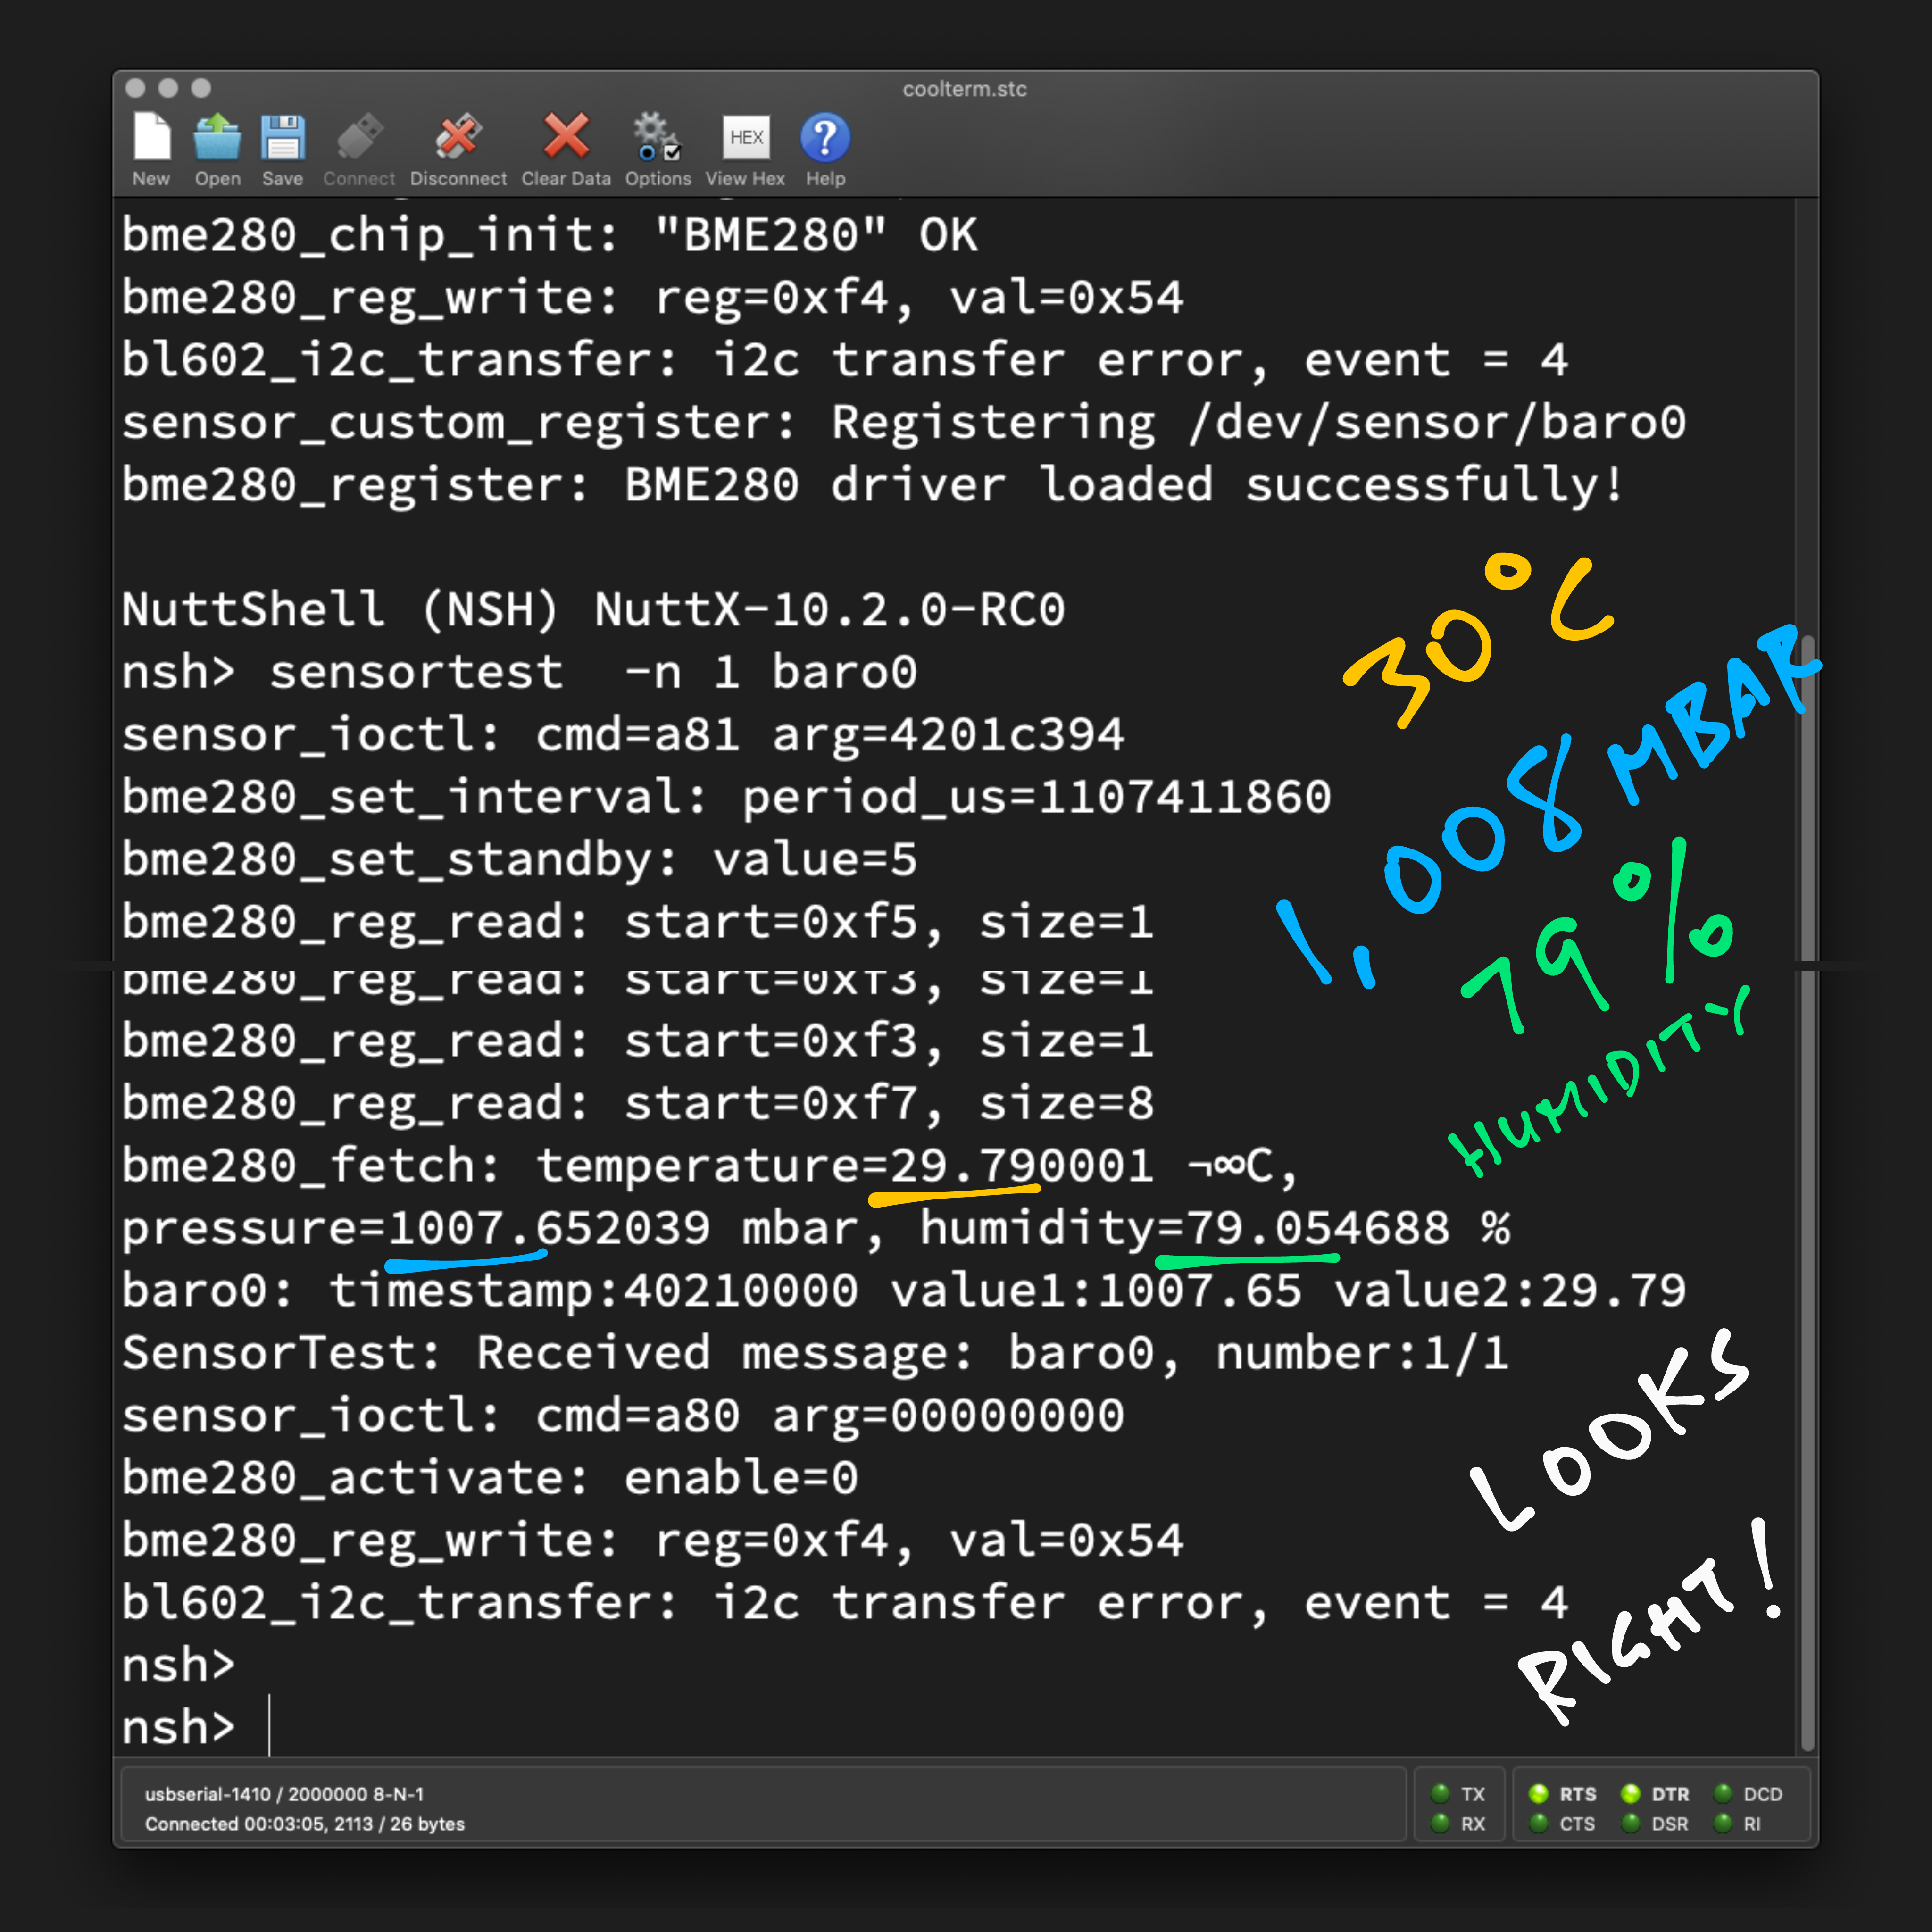 coolterm.stc
New Open Save Connect Disconnect Clear Data Options HEX View Hex ? Help
bme280_chip_init: "BME280" OK
bme280_reg_write: reg=0xf4, val=0x54
bl602_i2c_transfer: i2c transfer error, event = 4
sensor_custom_register: Registering /dev/sensor/baro0
bme280_register: BME280 driver loaded successfully!
NuttShell (NSH) NuttX-10.2.0-RC0
nsh> sensortest  -n 1 baro0
sensor_ioctl: cmd=a81 arg=4201c394
bme280_set_interval: period_us=1107411860
bme280_set_standby: value=5
bme280_reg_read: start=0xf5, size=1
bme280_reg_read: start=0xf3, size=1
bme280_reg_read: start=0xf3, size=1
bme280_reg_read: start=0xf7, size=8
bme280_fetch: temperature=29.790001 ¬∞C,
pressure=1007.652039 mbar, humidity=79.054688 %
baro0: timestamp:40210000 value1:1007.65 value2:29.79
SensorTest: Received message: baro0, number:1/1
sensor_ioctl: cmd=a80 arg=00000000
bme280_activate: enable=0
bme280_reg_write: reg=0xf4, val=0x54
bl602_i2c_transfer: i2c transfer error, event = 4
nsh>
nsh>
30°C
1,008 MBAR
79%
HUMIDITY
LOOKS
RIGHT!
usbserial-1410 / 2000000 8-N-1
Connected 00:03:05, 2113 / 26 bytes
TX RTS DTR DCD
RX CTS DSR RI